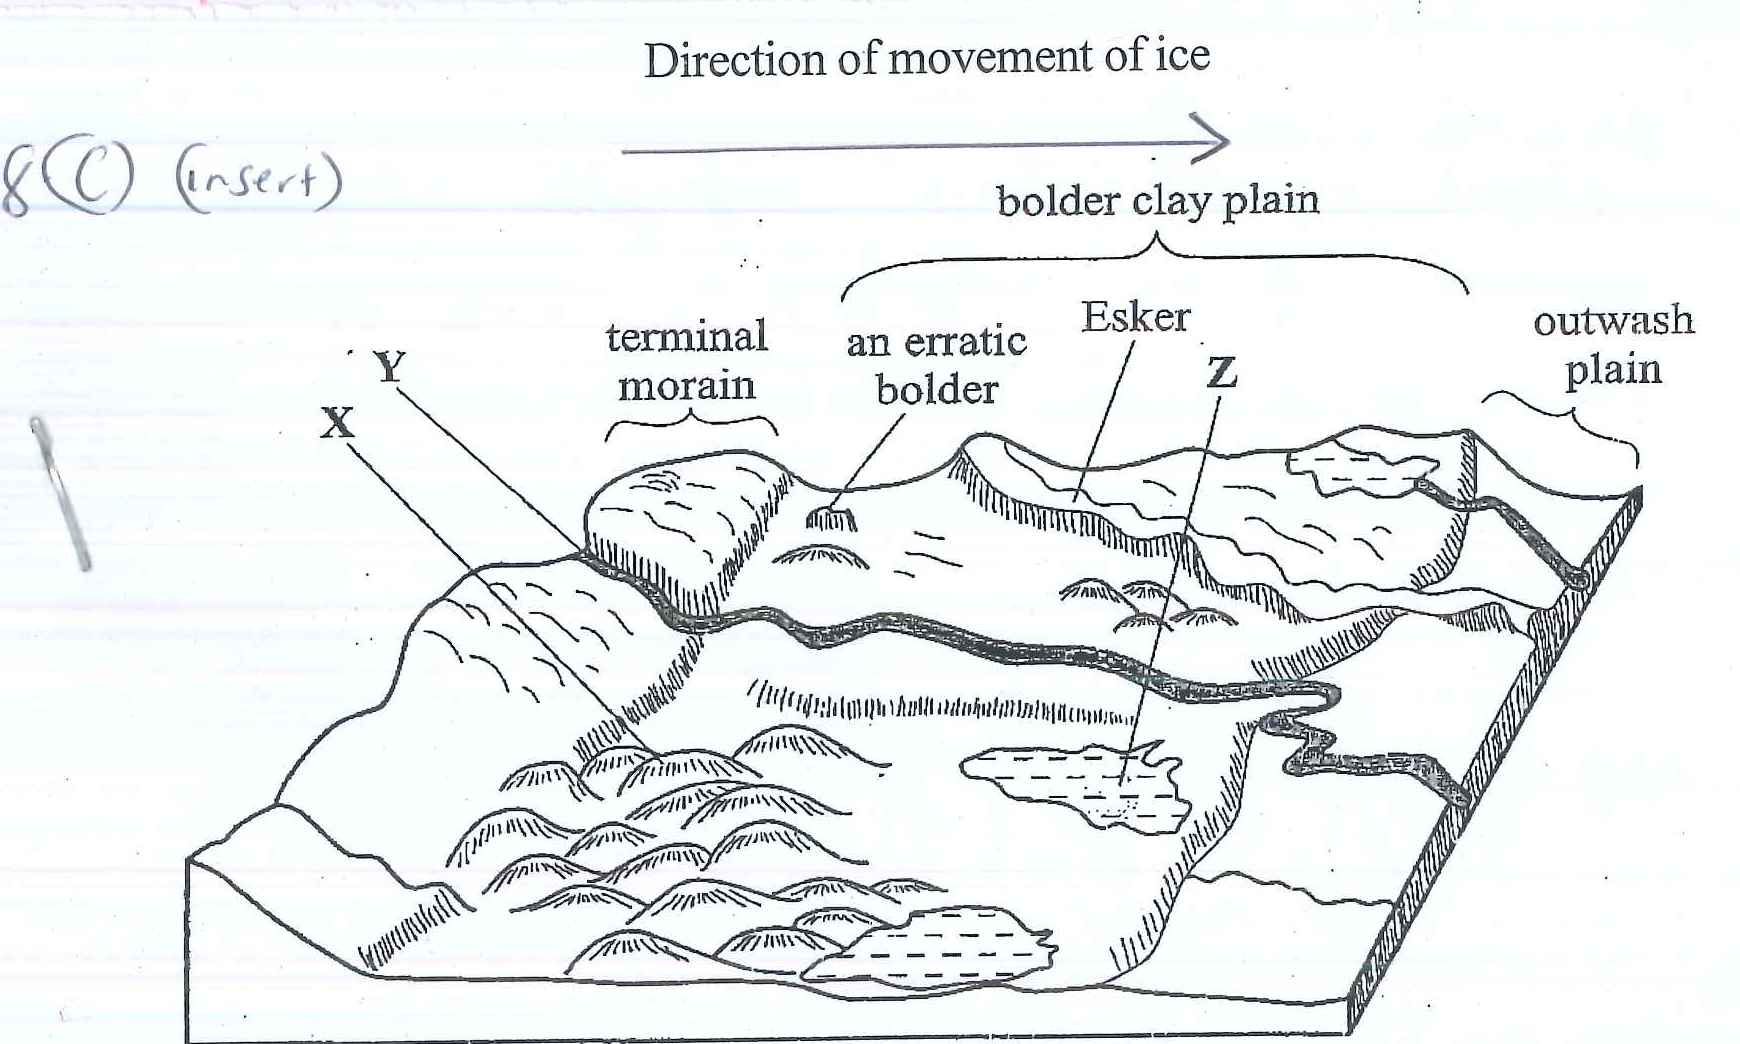 Direction of movement of ice
8(C) (insert)
bolder clay plain
Esker
outwash
plain
terminal
morain
an erratic
bolder
Z
Y
X